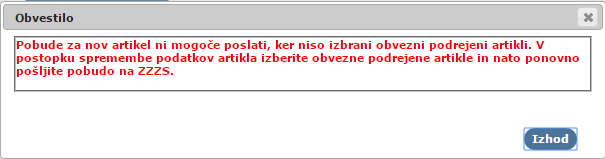 Obvestilo
Pobude za nov artikel ni mogoče poslati, ker niso izbrani obvezni podrejeni artikli. V
postopku spremembe podatkov artikla izberite obvezne podrejene artikle in nato ponovno
pošljite pobudo na ZZZS.
Izhod